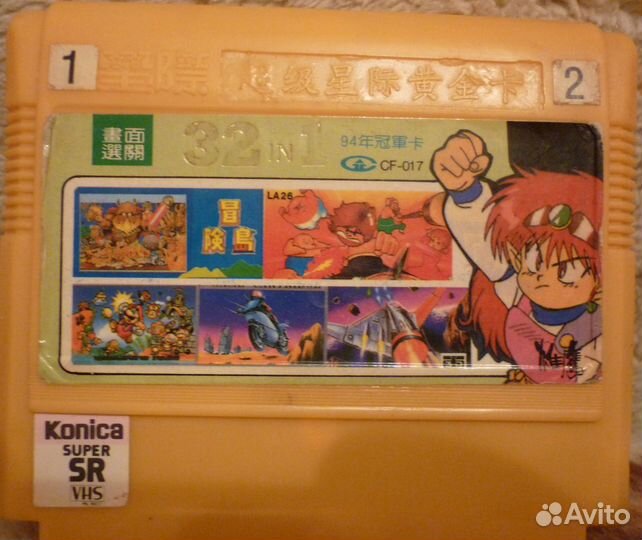 1
超级星际黄金卡
2
畫面
選關
32 IN 1
94年冠軍卡
CF-017
LA26
冒
険島
Konica
SUPER
SR
VHS
Avito